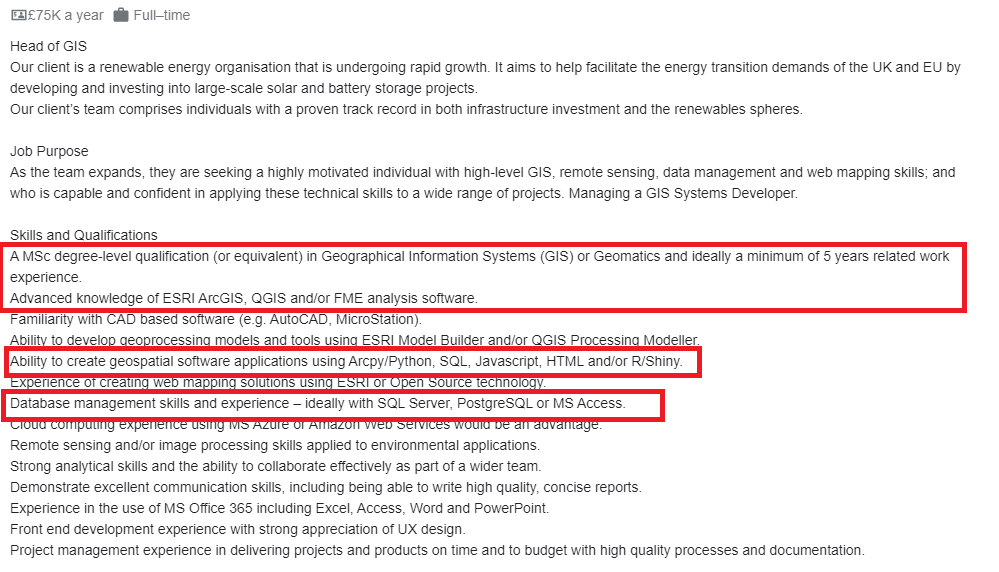 £75K a year Full–time
Head of GIS
Our client is a renewable energy organisation that is undergoing rapid growth. It aims to help facilitate the energy transition demands of the UK and EU by
developing and investing into large-scale solar and battery storage projects.
Our client's team comprises individuals with a proven track record in both infrastructure investment and the renewables spheres.
Job Purpose
As the team expands, they are seeking a highly motivated individual with high-level GIS, remote sensing, data management and web mapping skills; and
who is capable and confident in applying these technical skills to a wide range of projects. Managing a GIS Systems Developer.
Skills and Qualifications
A MSc degree-level qualification (or equivalent) in Geographical Information Systems (GIS) or Geomatics and ideally a minimum of 5 years related work
experience.
Advanced knowledge of ESRI ArcGIS, QGIS and/or FME analysis software.
Familiarity with CAD based software (e.g. AutoCAD, MicroStation).
Ability to develop geoprocessing models and tools using ESRI Model Builder and/or QGIS Processing Modeller.
Ability to create geospatial software applications using Arcpy/Python, SQL, Javascript, HTML and/or R/Shiny.
Experience of creating web mapping solutions using ESRI or Open Source technology.
Database management skills and experience – ideally with SQL Server, PostgreSQL or MS Access.
Cloud computing experience using MS Azure or Amazon Web Services would be an advantage.
Remote sensing and/or image processing skills applied to environmental applications.
Strong analytical skills and the ability to collaborate effectively as part of a wider team.
Demonstrate excellent communication skills, including being able to write high quality, concise reports.
Experience in the use of MS Office 365 including Excel, Access, Word and PowerPoint.
Front end development experience with strong appreciation of UX design.
Project management experience in delivering projects and products on time and to budget with high quality processes and documentation.